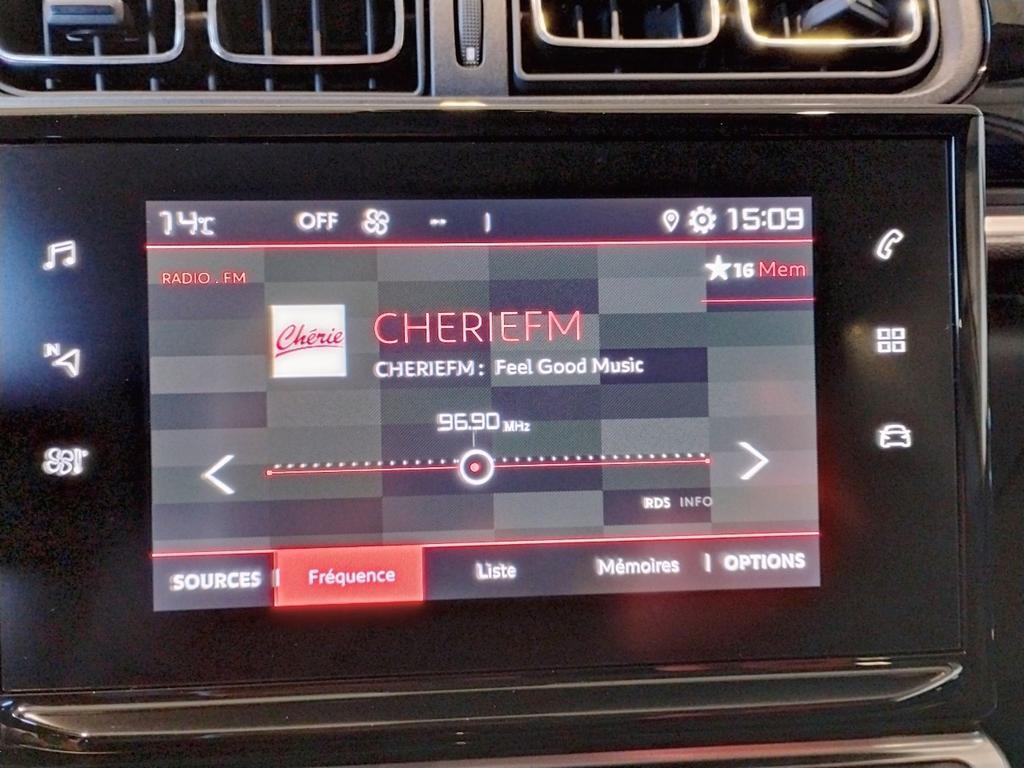 14°C OFF -- 15:09
RADIO . FM
16 Mem
Chérie
CHERIEFM
CHERIEFM : Feel Good Music
96.90 MHz
RDS INFO
SOURCES Fréquence Liste Mémoires OPTIONS
N